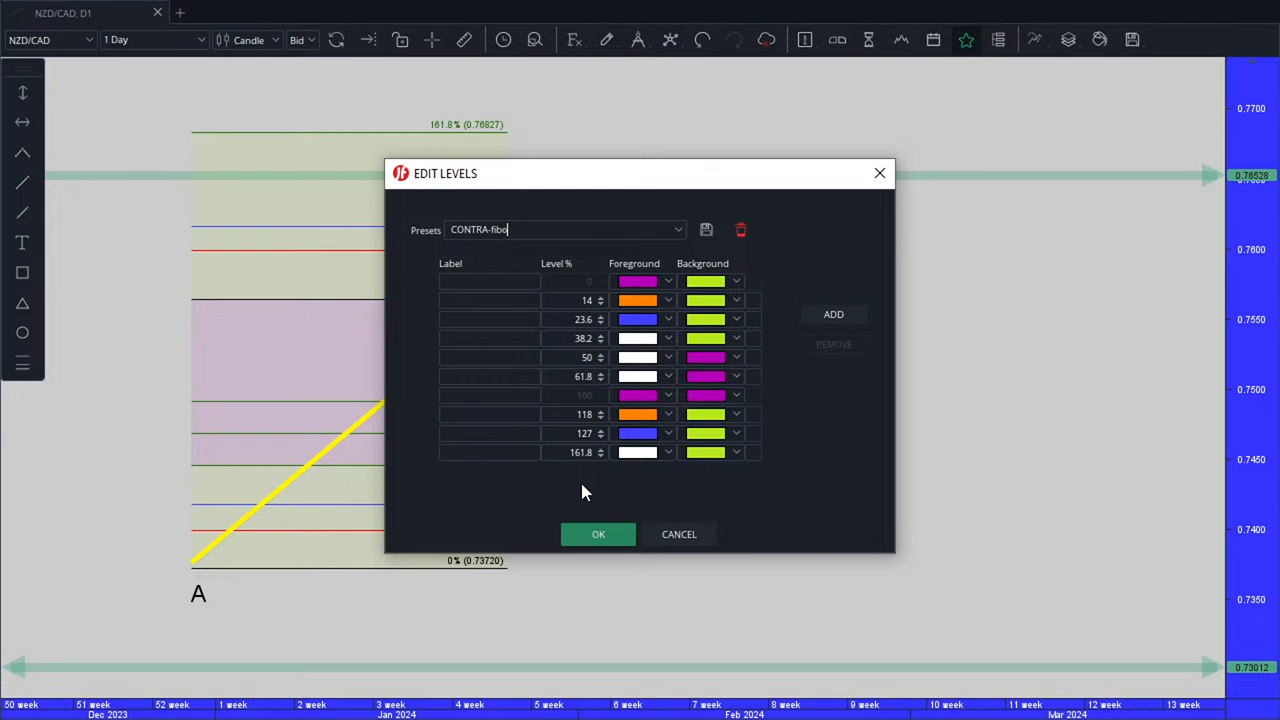 NZD/CAD, D1
NZD/CAD 1 Day Candle Bid Fx
161.8% (0.76827)
0% (0.73720)
A
EDIT LEVELS
Presets CONTRA-fibo
Label Level % Foreground Background
0
14
23.6
38.2
50
61.8
100
118
127
161.8
ADD
REMOVE
OK CANCEL
0.7700
0.76528
0.7600
0.7550
0.7500
0.7450
0.7400
0.7350
0.73012
50 week 51 week 52 week 1 week 2 week 3 week 4 week 5 week 6 week 7 week 8 week 9 week 10 week 11 week 12 week 13 week
Dec 2023 Jan 2024 Feb 2024 Mar 2024